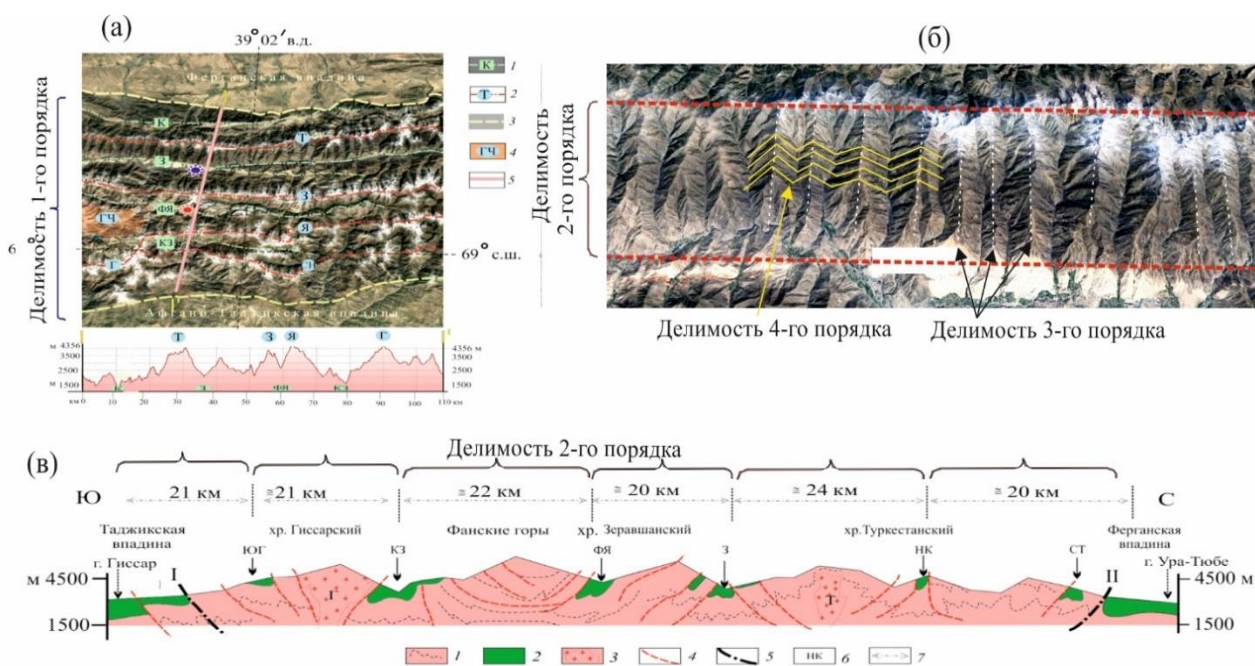 (а)
39° 02′ в.д.
Делимость 1-го порядка
Ферганская впадина
К
Т
З
З
ФЯ
ГЧ
Я
КЗ
Т
Афгано-Таджикская впадина
6
69° с.ш.
К 1
Т 2
3
ГЧ 4
5
Т З Я Г
м 4356 4356 м
3500 3500
2500 2500
1500 1500
З ФЯ
км 0 10 20 30 40 50 60 70 80 90 100 110 км
(б)
Делимость
2-го порядка
Делимость 4-го порядка
Делимость 3-го порядка
(в)
Делимость 2-го порядка
21 км ≅21 км ≅22 км ≅20 км ≅24 км ≅20 км
Ю С
Таджикская впадина
хр. Гиссарский
Фанские горы
хр. Зеравшанский
хр.Туркестанский
Ферганская впадина
г. Гиссар
I
ЮГ
КЗ
ФЯ
З
НК
СТ
II
г. Ура-Тюбе
м 4500 4500 м
Г Т
1500 1500 м
1 2 3 4 5 НК 6 7